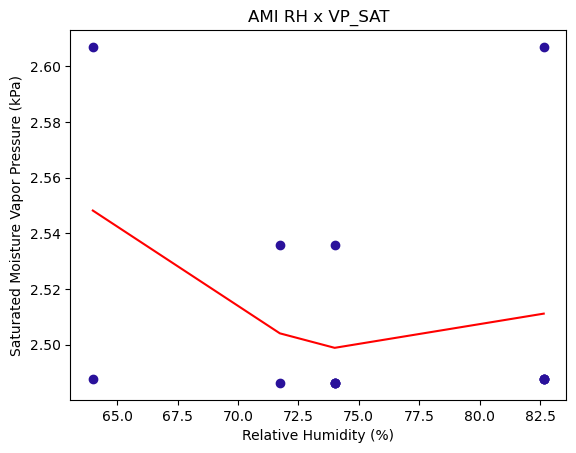 AMI RH x VP_SAT
2.60
2.58
2.56
2.54
2.52
2.50
Saturated Moisture Vapor Pressure (kPa)
65.0 67.5 70.0 72.5 75.0 77.5 80.0 82.5
Relative Humidity (%)